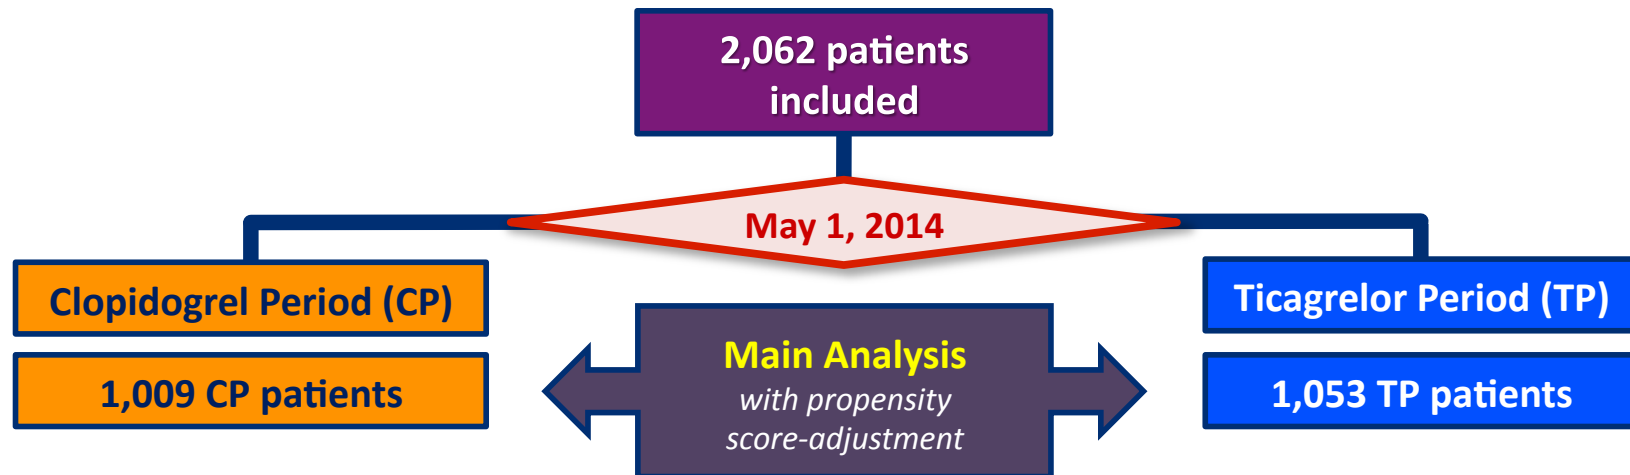 2,062 patients
included
May 1, 2014
Clopidogrel Period (CP)
Ticagrelor Period (TP)
1,009 CP patients
Main Analysis
with propensity
score-adjustment
1,053 TP patients